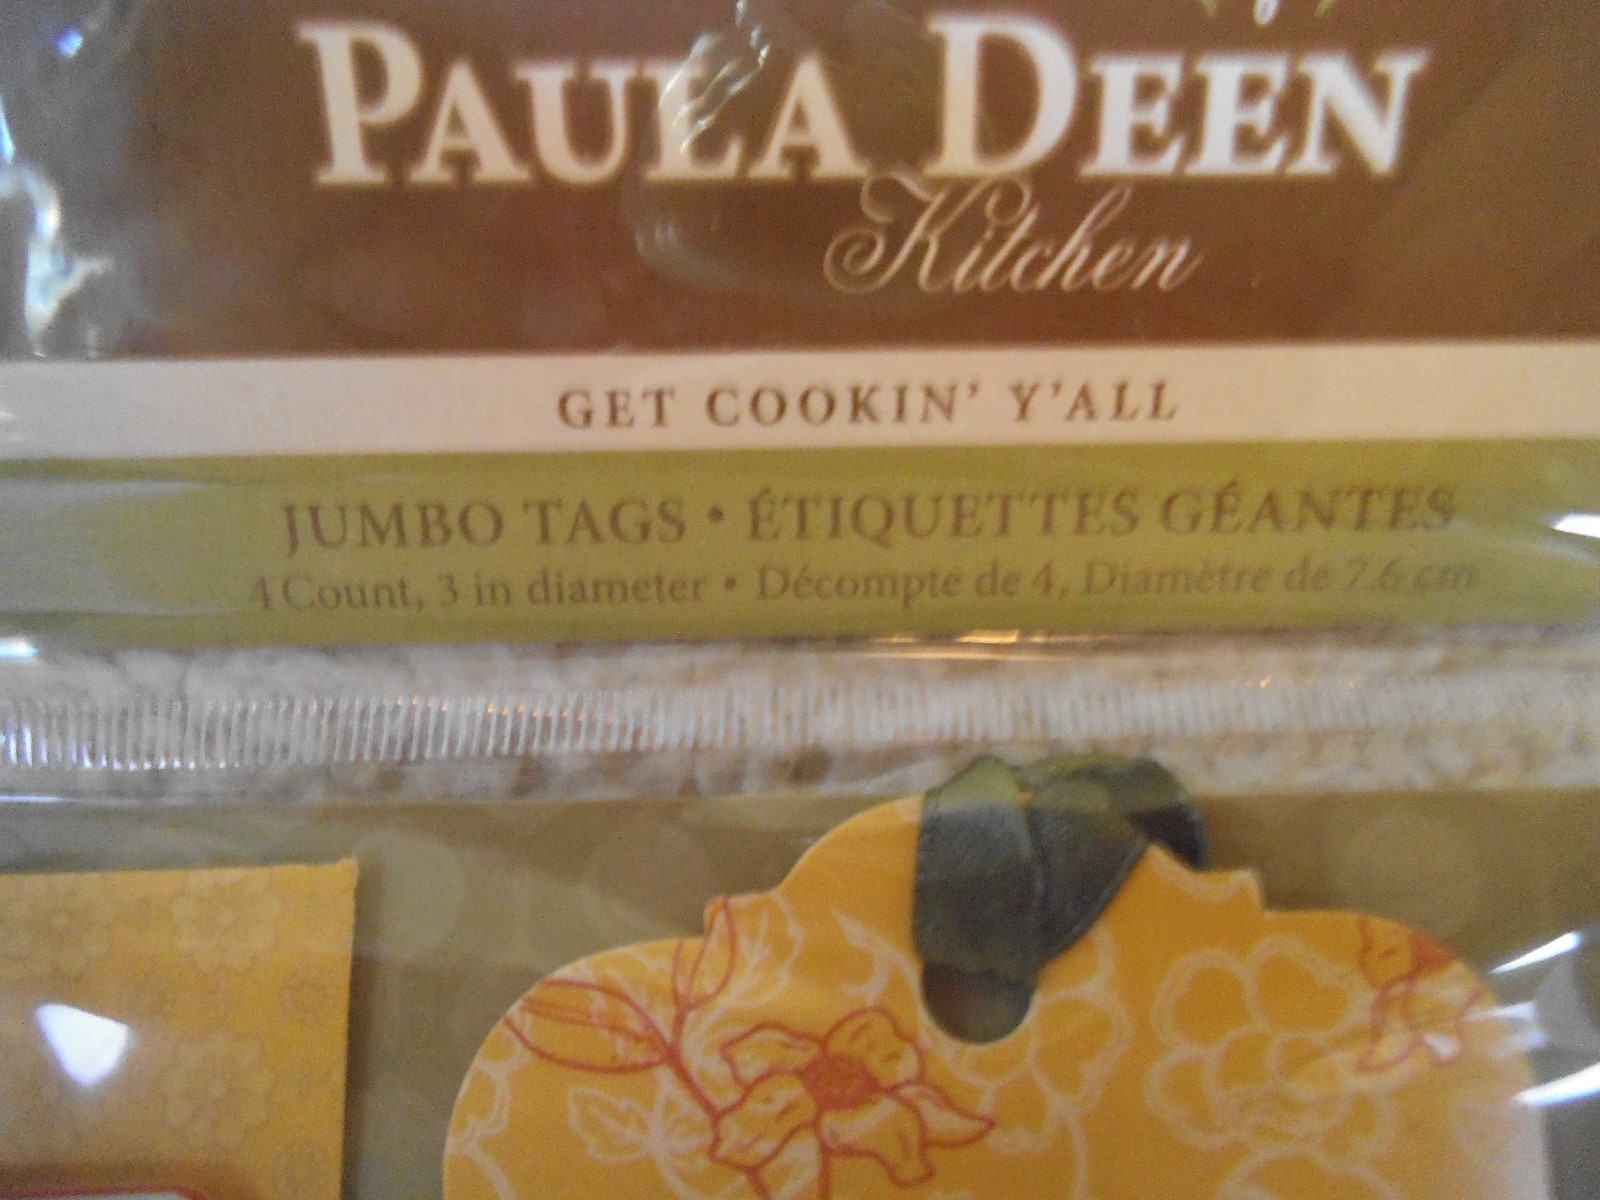 PAULA DEEN
Kitchen
GET COOKIN' Y'ALL
JUMBO TAGS • ÉTIQUETTES GÉANTES
4 Count, 3 in diameter • Décompte de 4, Diamètre de 7.6 cm